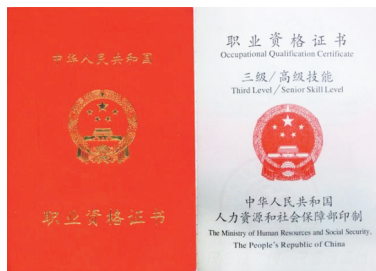 中华人民共和国
职业资格证书
职业资格证书
Occupational Qualification Certificate
三级/高级技能
Third Level/Senior Skill Level
中华人民共和国
人力资源和社会保障部印制
The Ministry of Human Resources and Social Security,
The People's Republic of China